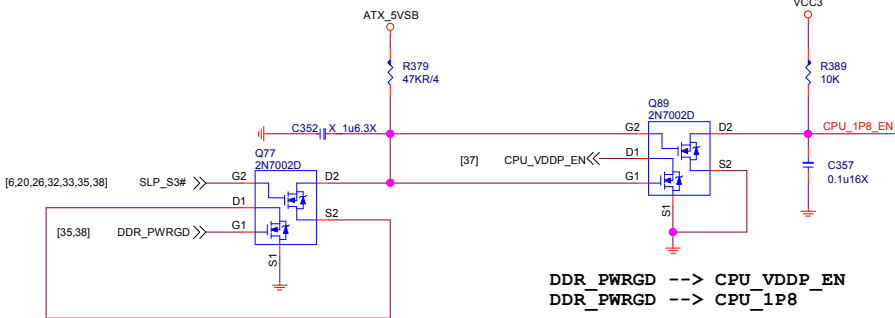 ATX_5VSB
VCC3
R379
47KR/4
R389
10K
Q89
2N7002D
C352
X_1u6.3X
G2
D2
CPU_1P8_EN
Q77
2N7002D
[37]
CPU_VDDP_EN
D1
S2
C357
0.1u16X
[6,20,26,32,33,35,38]
SLP_S3#
G2
D2
G1
D1
S2
S1
[35,38]
DDR_PWRGD
G1
S1
DDR_PWRGD --> CPU_VDDP_EN
DDR_PWRGD --> CPU_1P8